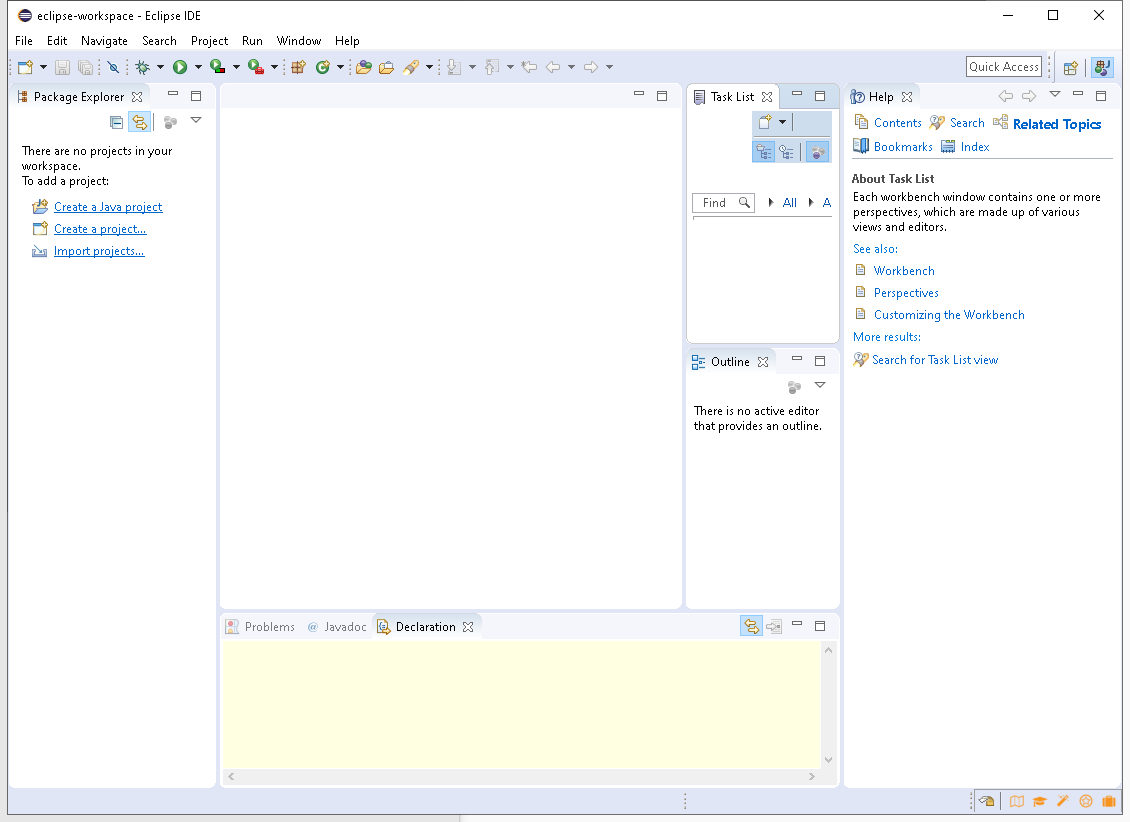 eclipse-workspace - Eclipse IDE
File Edit Navigate Search Project Run Window Help
Quick Access
Package Explorer
There are no projects in your
workspace.
To add a project:
Create a Java project
Create a project...
Import projects...
Task List
Find All A
Outline
There is no active editor
that provides an outline.
Problems @ Javadoc Declaration
Help
Contents Search Related Topics
Bookmarks Index
About Task List
Each workbench window contains one or more
perspectives, which are made up of various
views and editors.
See also:
Workbench
Perspectives
Customizing the Workbench
More results:
Search for Task List view